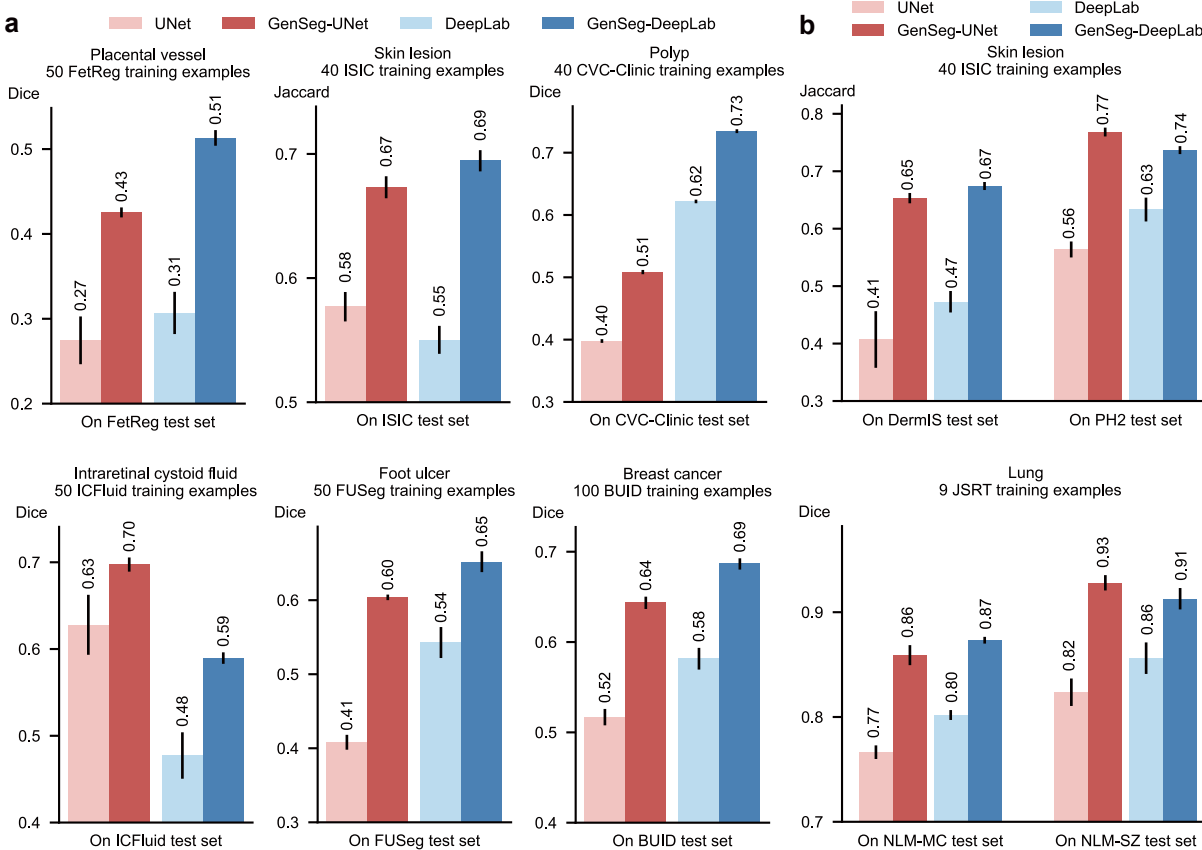 a
UNet
GenSeg-UNet
DeepLab
GenSeg-DeepLab
Placental vessel
50 FetReg training examples
Dice
0.5
0.4
0.3
0.2
0.27
0.43
0.31
0.51
On FetReg test set
Skin lesion
40 ISIC training examples
Jaccard
0.7
0.6
0.5
0.58
0.67
0.55
0.69
On ISIC test set
Polyp
40 CVC-Clinic training examples
Dice
0.7
0.6
0.5
0.4
0.3
0.40
0.51
0.62
0.73
On CVC-Clinic test set
Intraretinal cystoid fluid
50 ICFluid training examples
Dice
0.7
0.6
0.5
0.4
0.63
0.70
0.48
0.59
On ICFluid test set
Foot ulcer
50 FUSeg training examples
Dice
0.6
0.4
0.3
0.41
0.60
0.54
0.65
On FUSeg test set
Breast cancer
100 BUID training examples
Dice
0.7
0.6
0.5
0.4
0.52
0.64
0.58
0.69
On BUID test set
b
UNet
GenSeg-UNet
DeepLab
GenSeg-DeepLab
Skin lesion
40 ISIC training examples
Jaccard
0.8
0.7
0.6
0.5
0.4
0.3
0.41
0.65
0.47
0.67
0.56
0.77
0.63
0.74
On DermIS test set
On PH2 test set
Lung
9 JSRT training examples
Dice
0.9
0.8
0.7
0.77
0.86
0.80
0.87
0.82
0.93
0.86
0.91
On NLM-MC test set
On NLM-SZ test set